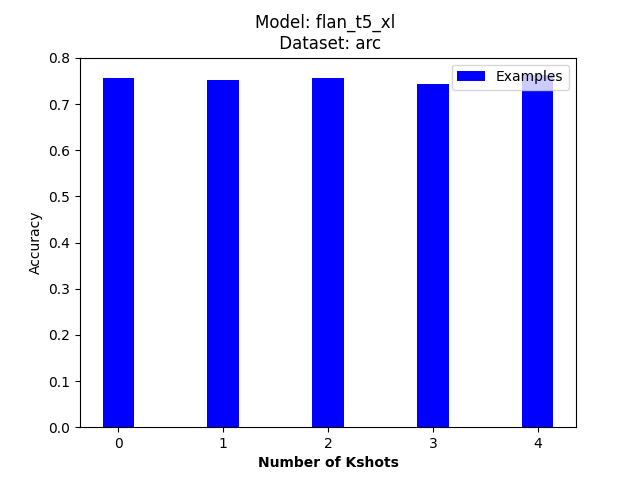 Model: flan_t5_xl
Dataset: arc
Examples
0.8
0.7
0.6
0.5
0.4
0.3
0.2
0.1
0.0
Accuracy
0 1 2 3 4
Number of Kshots